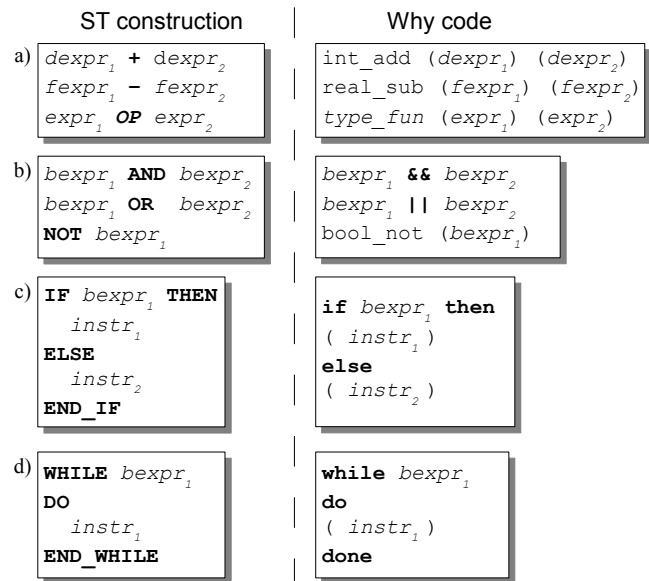 ST construction
Why code
a)
dexpr₁ + dexpr₂
fexpr₁ – fexpr₂
expr₁ OP expr₂
int_add (dexpr₁) (dexpr₂)
real_sub (fexpr₁) (fexpr₂)
type_fun (expr₁) (expr₂)
b)
bexpr₁ AND bexpr₂
bexpr₁ OR bexpr₂
NOT bexpr₁
bexpr₁ && bexpr₂
bexpr₁ || bexpr₂
bool_not (bexpr₁)
c)
IF bexpr₁ THEN
instr₁
ELSE
instr₂
END_IF
if bexpr₁ then
( instr₁ )
else
( instr₂ )
d)
WHILE bexpr₁
DO
instr₁
END_WHILE
while bexpr₁
do
( instr₁ )
done